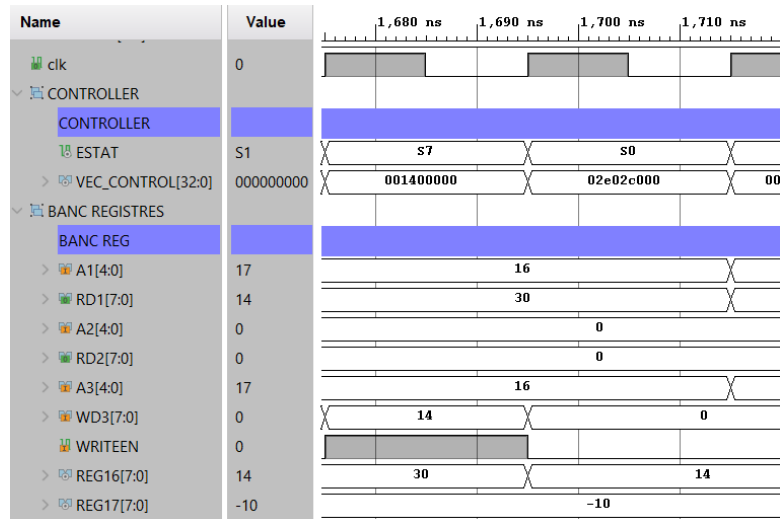 Name Value 1,680 ns 1,690 ns 1,700 ns 1,710 ns
clk 0
CONTROLLER
CONTROLLER
ESTAT S1 S7 S0
VEC_CONTROL[32:0] 000000000 001400000 02e02c000 00
BANC REGISTRES
BANC REG
A1[4:0] 17 16
RD1[7:0] 14 30
A2[4:0] 0 0
RD2[7:0] 0 0
A3[4:0] 17 16
WD3[7:0] 0 14 0
WRITEEN 0
REG16[7:0] 14 30 14
REG17[7:0] -10 -10